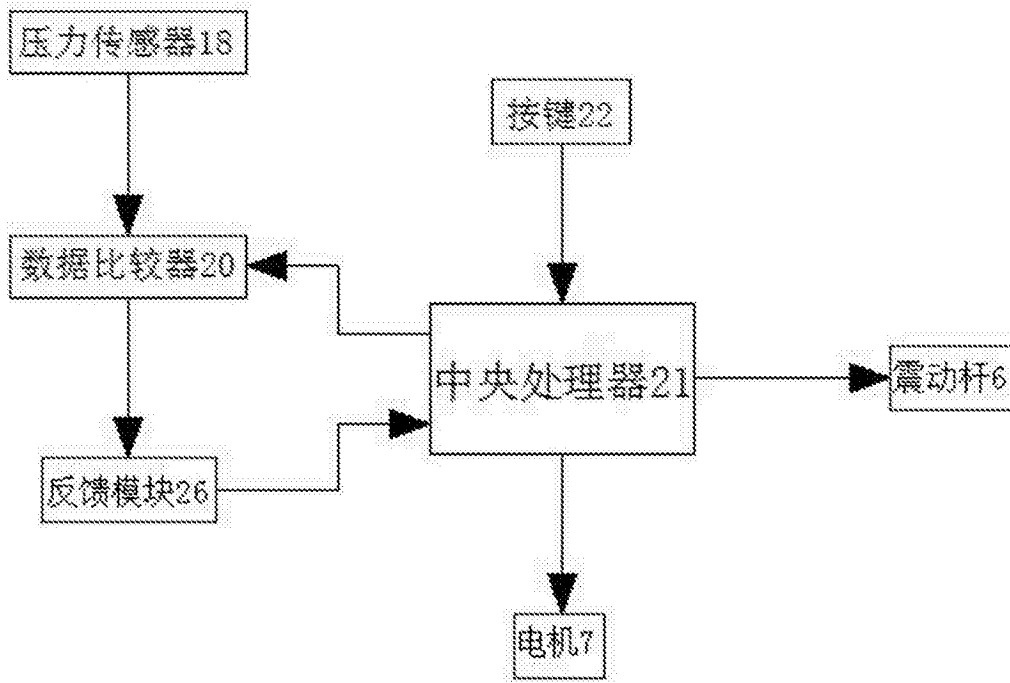 压力传感器18
按键22
数据比较器20
中央处理器21
震动杆6
反馈模块26
电机7